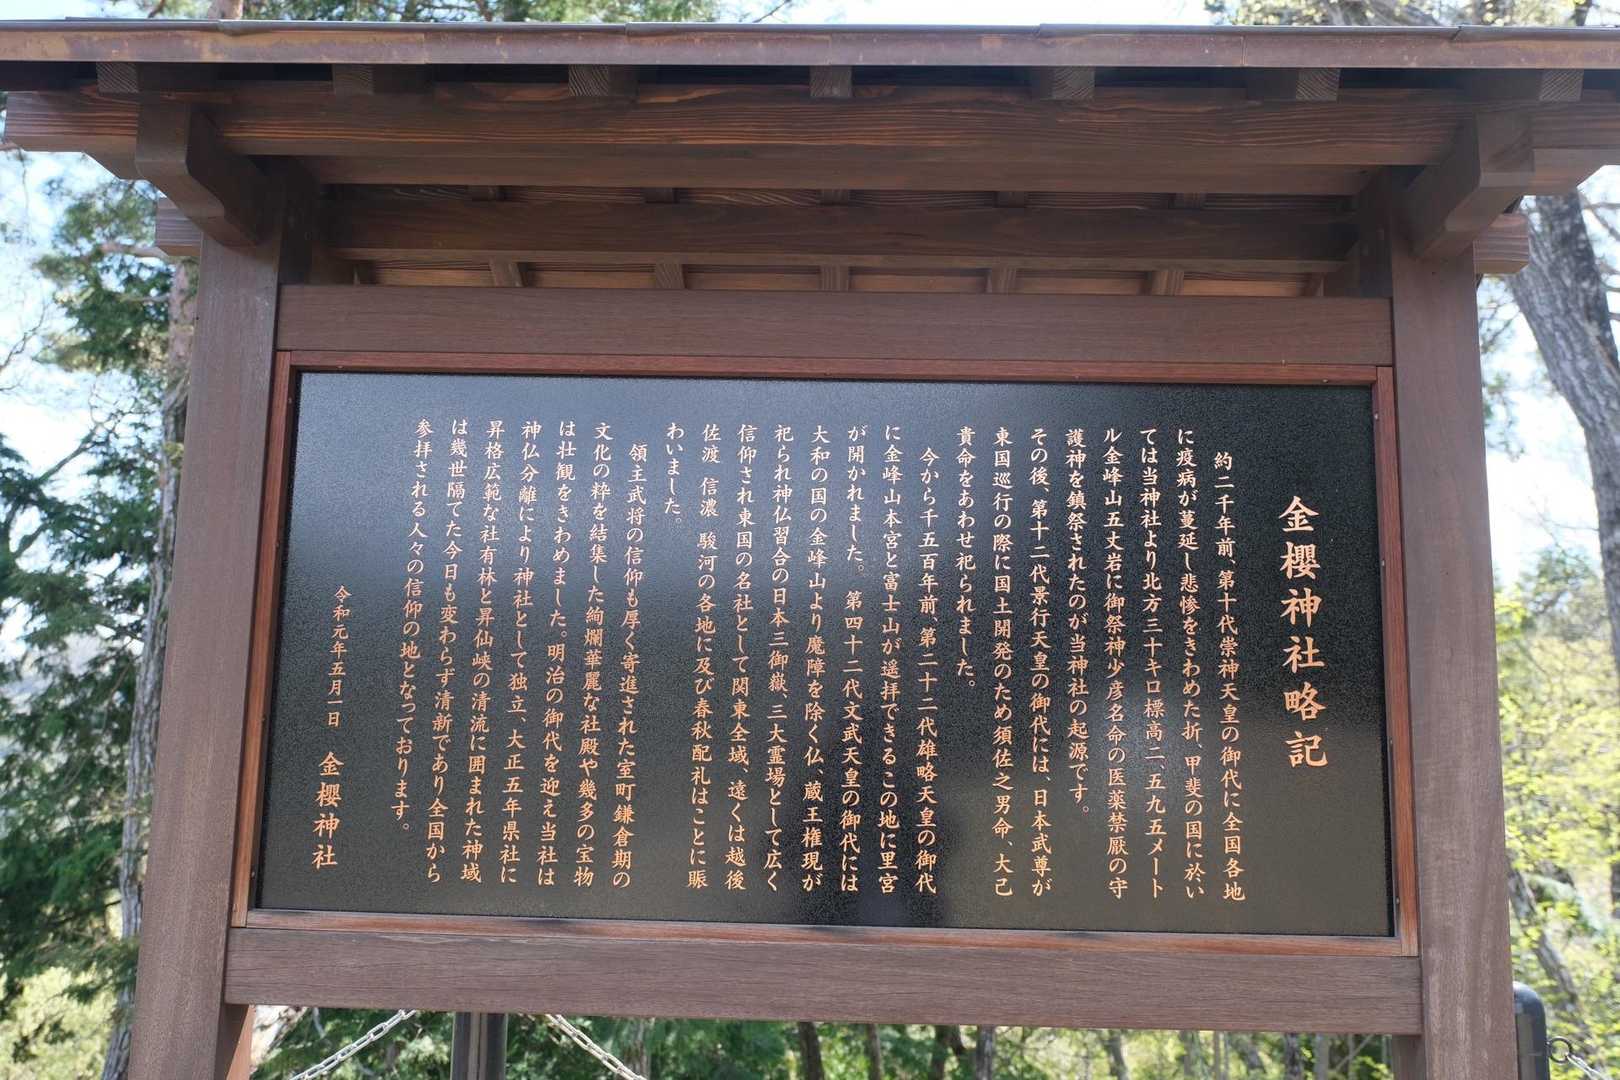 金櫻神社略記
約二千年前、第十代崇神天皇の御代に全国各地
に疫病が蔓延し悲惨をきわめた折、甲斐の国に於い
ては当神社より北方三十キロ標高二、五九五メート
ル金峰山五丈岩に御祭神少彦名命の医薬禁厭の守
護神を鎮祭されたのが当神社の起源です。
その後、第十二代景行天皇の御代には、日本武尊が
東国巡行の際に国土開発のため須佐之男命、大己
貴命をあわせ祀られました。
今から千五百年前、第二十二代雄略天皇の御代
に金峰山本宮と富士山が遥拝できるこの地に里宮
が開かれました。第四十二代文武天皇の御代には
大和の国の金峰山より魔障を除く仏、蔵王権現が
祀られ神仏習合の日本三御嶽、三大霊場として広く
信仰され東国の名社として関東全域、遠くは越後
佐渡 信濃 駿河の各地に及び春秋配礼はことに賑
わいました。
領主武将の信仰も厚く寄進された室町鎌倉期の
文化の粋を結集した絢爛華麗な社殿や幾多の宝物
は壮観をきわめました。明治の御代を迎え当社は
神仏分離により神社として独立、大正五年県社に
昇格広範な社有林と昇仙峡の清流に囲まれた神域
は幾世隔てた今日も変わらず清新であり全国から
参拝される人々の信仰の地となっております。
令和元年五月一日 金櫻神社